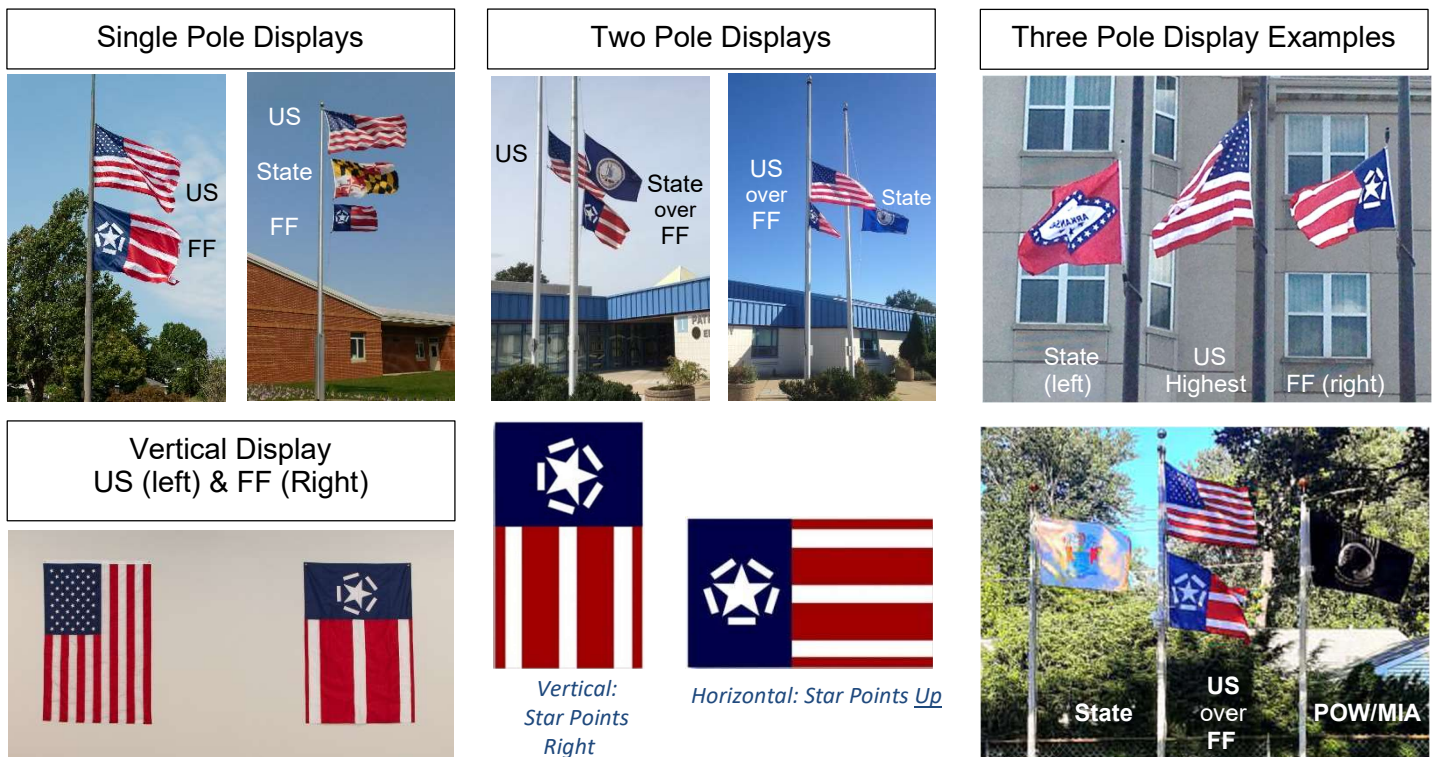 Single Pole Displays
US
FF
US
State
FF
Two Pole Displays
US
State
over
FF
US
over
FF
State
Three Pole Display Examples
ARKANSAS
State
(left)
US
Highest
FF (right)
Vertical Display
US (left) & FF (Right)
Vertical:
Star Points
Right
Horizontal: Star Points Up
State
US
over
FF
POW/MIA